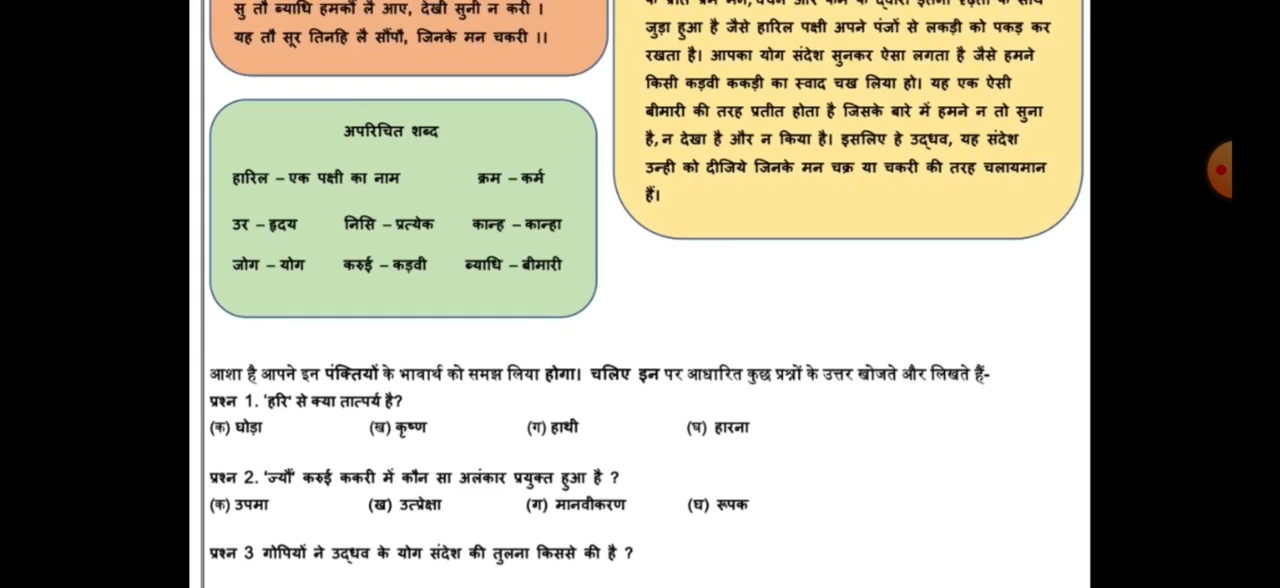 सु तौ ब्याधि हमकौं लै आए, देखी सुनी न करी ।
यह तौ सूर तिनहि लै सौंपौ, जिनके मन चकरी ।।
अपरिचित शब्द
हारिल – एक पक्षी का नाम क्रम – कर्म
उर – हृदय निसि – प्रत्येक कान्ह – कान्हा
जोग – योग करुई – कड़वी ब्याधि – बीमारी
जुड़ा हुआ है जैसे हारिल पक्षी अपने पंजों से लकड़ी को पकड़ कर
रखता है। आपका योग संदेश सुनकर ऐसा लगता है जैसे हमने
किसी कड़वी ककड़ी का स्वाद चख लिया हो। यह एक ऐसी
बीमारी की तरह प्रतीत होता है जिसके बारे में हमने न तो सुना
है, न देखा है और न किया है। इसलिए हे उद्धव, यह संदेश
उन्ही को दीजिये जिनके मन चक्र या चकरी की तरह चलायमान
हैं।
आशा है आपने इन पंक्तियों के भावार्थ को समझ लिया होगा। चलिए इन पर आधारित कुछ प्रश्नों के उत्तर खोजते और लिखते हैं-
प्रश्न 1. 'हरि' से क्या तात्पर्य है?
(क) घोड़ा (ख) कृष्ण (ग) हाथी (घ) हारना
प्रश्न 2. 'ज्यौं' करुई ककरी में कौन सा अलंकार प्रयुक्त हुआ है ?
(क) उपमा (ख) उत्प्रेक्षा (ग) मानवीकरण (घ) रूपक
प्रश्न 3 गोपियों ने उद्धव के योग संदेश की तुलना किससे की है ?